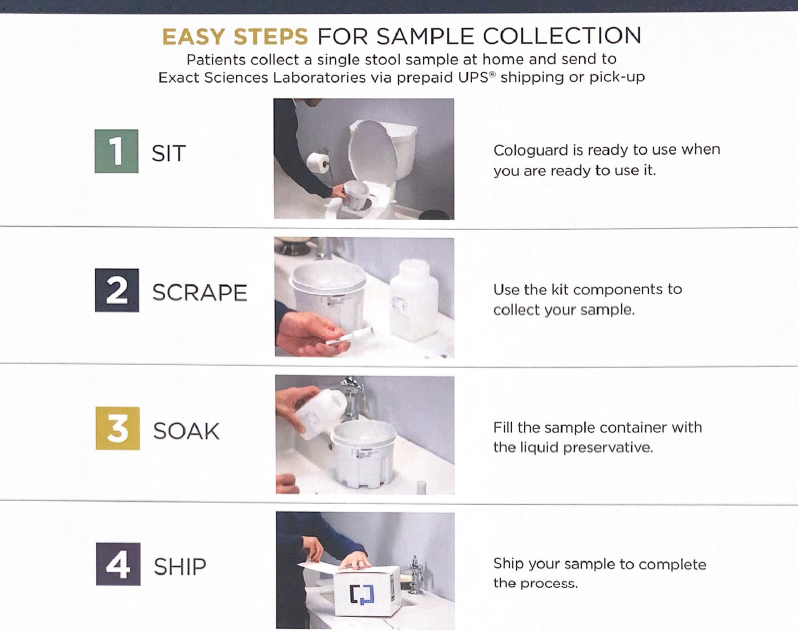 EASY STEPS FOR SAMPLE COLLECTION
Patients collect a single stool sample at home and send to
Exact Sciences Laboratories via prepaid UPS® shipping or pick-up
1 SIT
Cologuard is ready to use when
you are ready to use it.
2 SCRAPE
Use the kit components to
collect your sample.
3 SOAK
Fill the sample container with
the liquid preservative.
4 SHIP
Ship your sample to complete
the process.